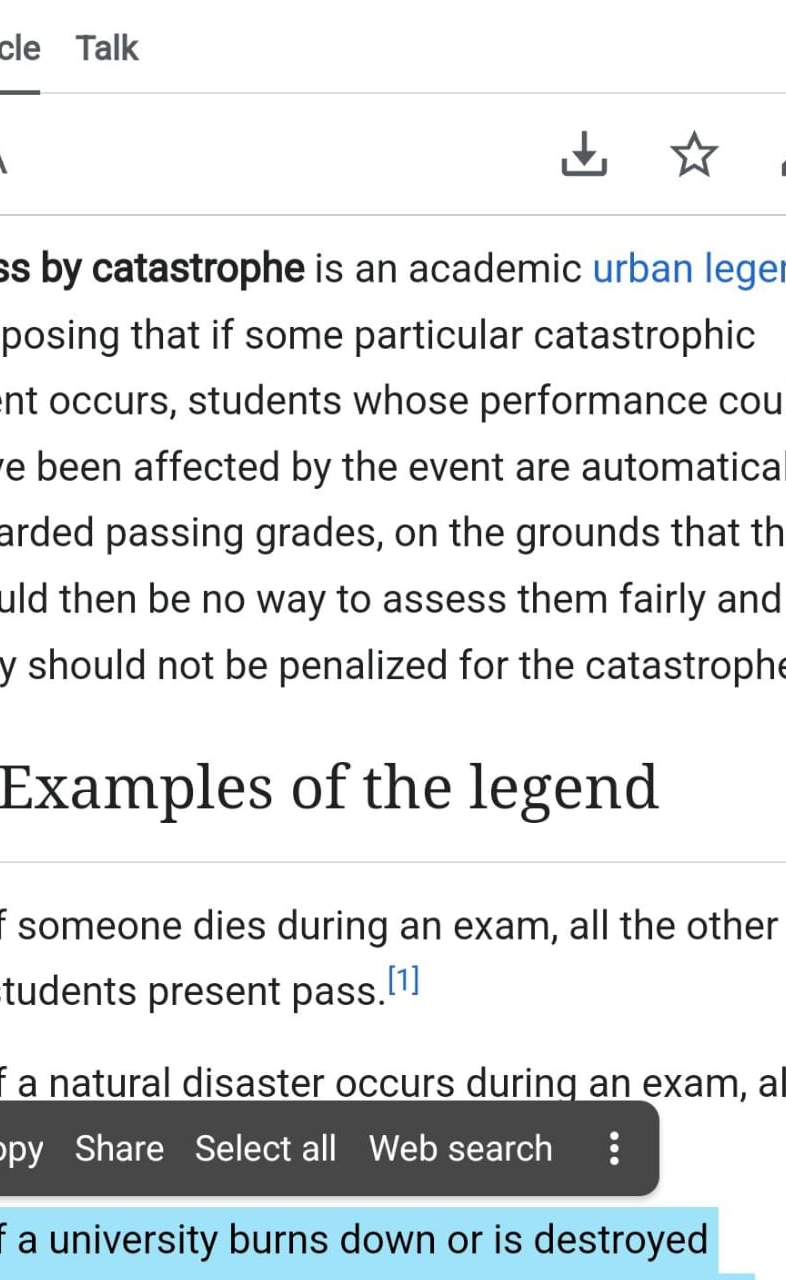 cle Talk
ss by catastrophe is an academic urban leger
posing that if some particular catastrophic
ent occurs, students whose performance cou
ve been affected by the event are automatical
arded passing grades, on the grounds that th
uld then be no way to assess them fairly and
y should not be penalized for the catastrophe
Examples of the legend
f someone dies during an exam, all the other
students present pass.[1]
f a natural disaster occurs during an exam, al
opy Share Select all Web search
f a university burns down or is destroyed